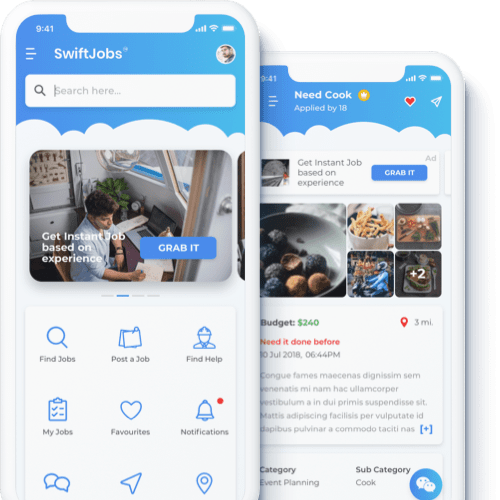 9:41
SwiftJobs®
Search here...
Get Instant Job
based on
experience
GRAB IT
Find Jobs
Post a Job
Find Help
My Jobs
Favourites
Notifications
9:41
Need Cook
Applied by 18
Ad
Get Instant Job
based on
experience
GRAB IT
+2
Budget: $240
3 mi.
Need it done before
10 Jul 2018, 06:44PM
Congue fames maecenas dignissim sem
venenatis mi nam hac ullamcorper
vestibulum a in dui primis suspendisse sit.
Mattis adipiscing facilisis per vulputate id
dapibus pulvinar a commodo taciti nas [+]
Category
Sub Category
Event Planning
Cook